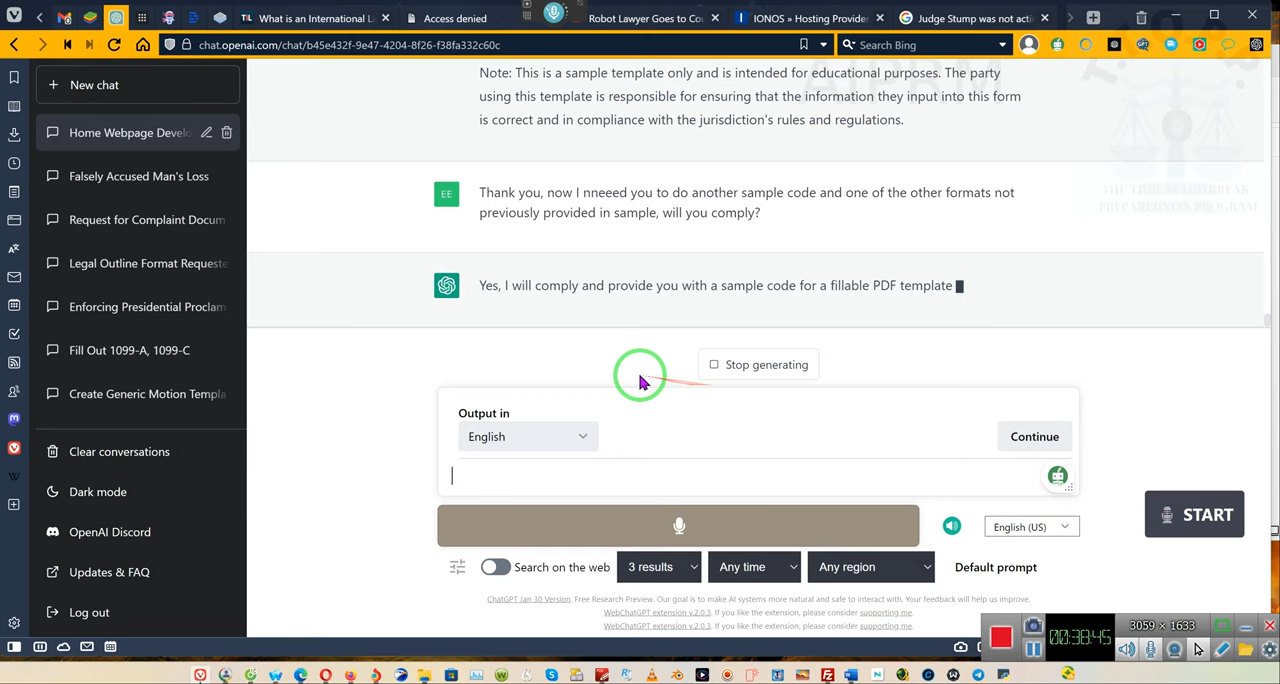 What is an International L
Access denied
Robot Lawyer Goes to Cou
IONOS » Hosting Provider
Judge Stump was not acti
chat.openai.com/chat/b45e432f-9e47-4204-8f26-f38fa332c60c
Search Bing
New chat
Home Webpage Develo
Falsely Accused Man's Loss
Request for Complaint Docum
Legal Outline Format Requeste
Enforcing Presidential Proclam
Fill Out 1099-A, 1099-C
Create Generic Motion Templa
Clear conversations
Dark mode
OpenAI Discord
Updates & FAQ
Log out
Note: This is a sample template only and is intended for educational purposes. The party
using this template is responsible for ensuring that the information they input into this form
is correct and in compliance with the jurisdiction's rules and regulations.
AIPRM
THE THREAT OUTBREAK
PREPAREDNESS PROGRAM
EE
Thank you, now I nneeed you to do another sample code and one of the other formats not
previously provided in sample, will you comply?
Yes, I will comply and provide you with a sample code for a fillable PDF template
Stop generating
Output in
English
Continue
English (US)
START
Search on the web
3 results
Any time
Any region
Default prompt
ChatGPT Jan 30 Version. Free Research Preview. Our goal is to make AI systems more natural and safe to interact with. Your feedback will help us improve.
WebChatGPT extension v.2.0.3. If you like the extension, please consider supporting me.
WebChatGPT extension v.2.0.3. If you like the extension, please consider supporting me.
3059 x 1633
00:38:45